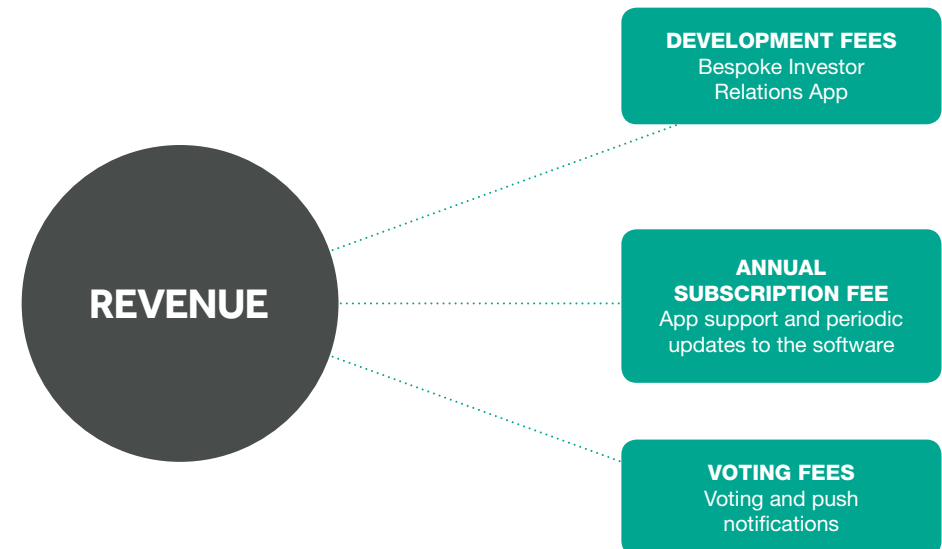 DEVELOPMENT FEES
Bespoke Investor
Relations App
REVENUE
ANNUAL
SUBSCRIPTION FEE
App support and periodic
updates to the software
VOTING FEES
Voting and push
notifications